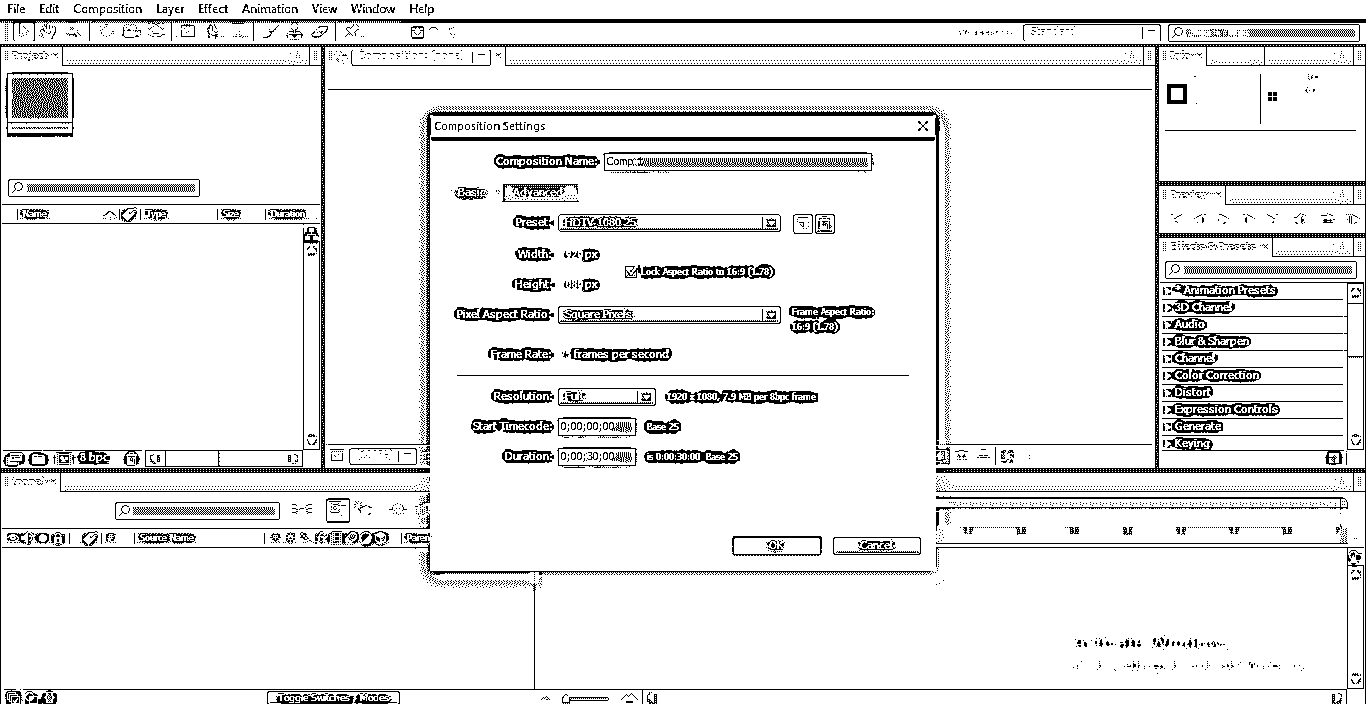 File Edit Composition Layer Effect Animation View Window Help
Standard
Project
Composition: (none)
Composition Settings
Composition Name: Comp 1
Basic Advanced
Preset: HDTV 1080 25
Width: px
Lock Aspect Ratio to 16:9 (1.78)
Height: px
Pixel Aspect Ratio: Square Pixels
Frame Aspect Ratio:
16:9 (1.78)
Frame Rate: frames per second
Resolution: Full 1920 x 1080, 7.9 MB per 8bpc frame
Start Timecode: 0;00;00;00 Base 25
Duration: 0;00;30;00 is 0:00:30:00 Base 25
OK Cancel
Name Type Size Duration
8 bpc
Preview
Effects & Presets
* Animation Presets
3D Channel
Audio
Blur & Sharpen
Channel
Color Correction
Distort
Expression Controls
Generate
Keying
Source Name
Toggle Switches / Modes
Activate Windows